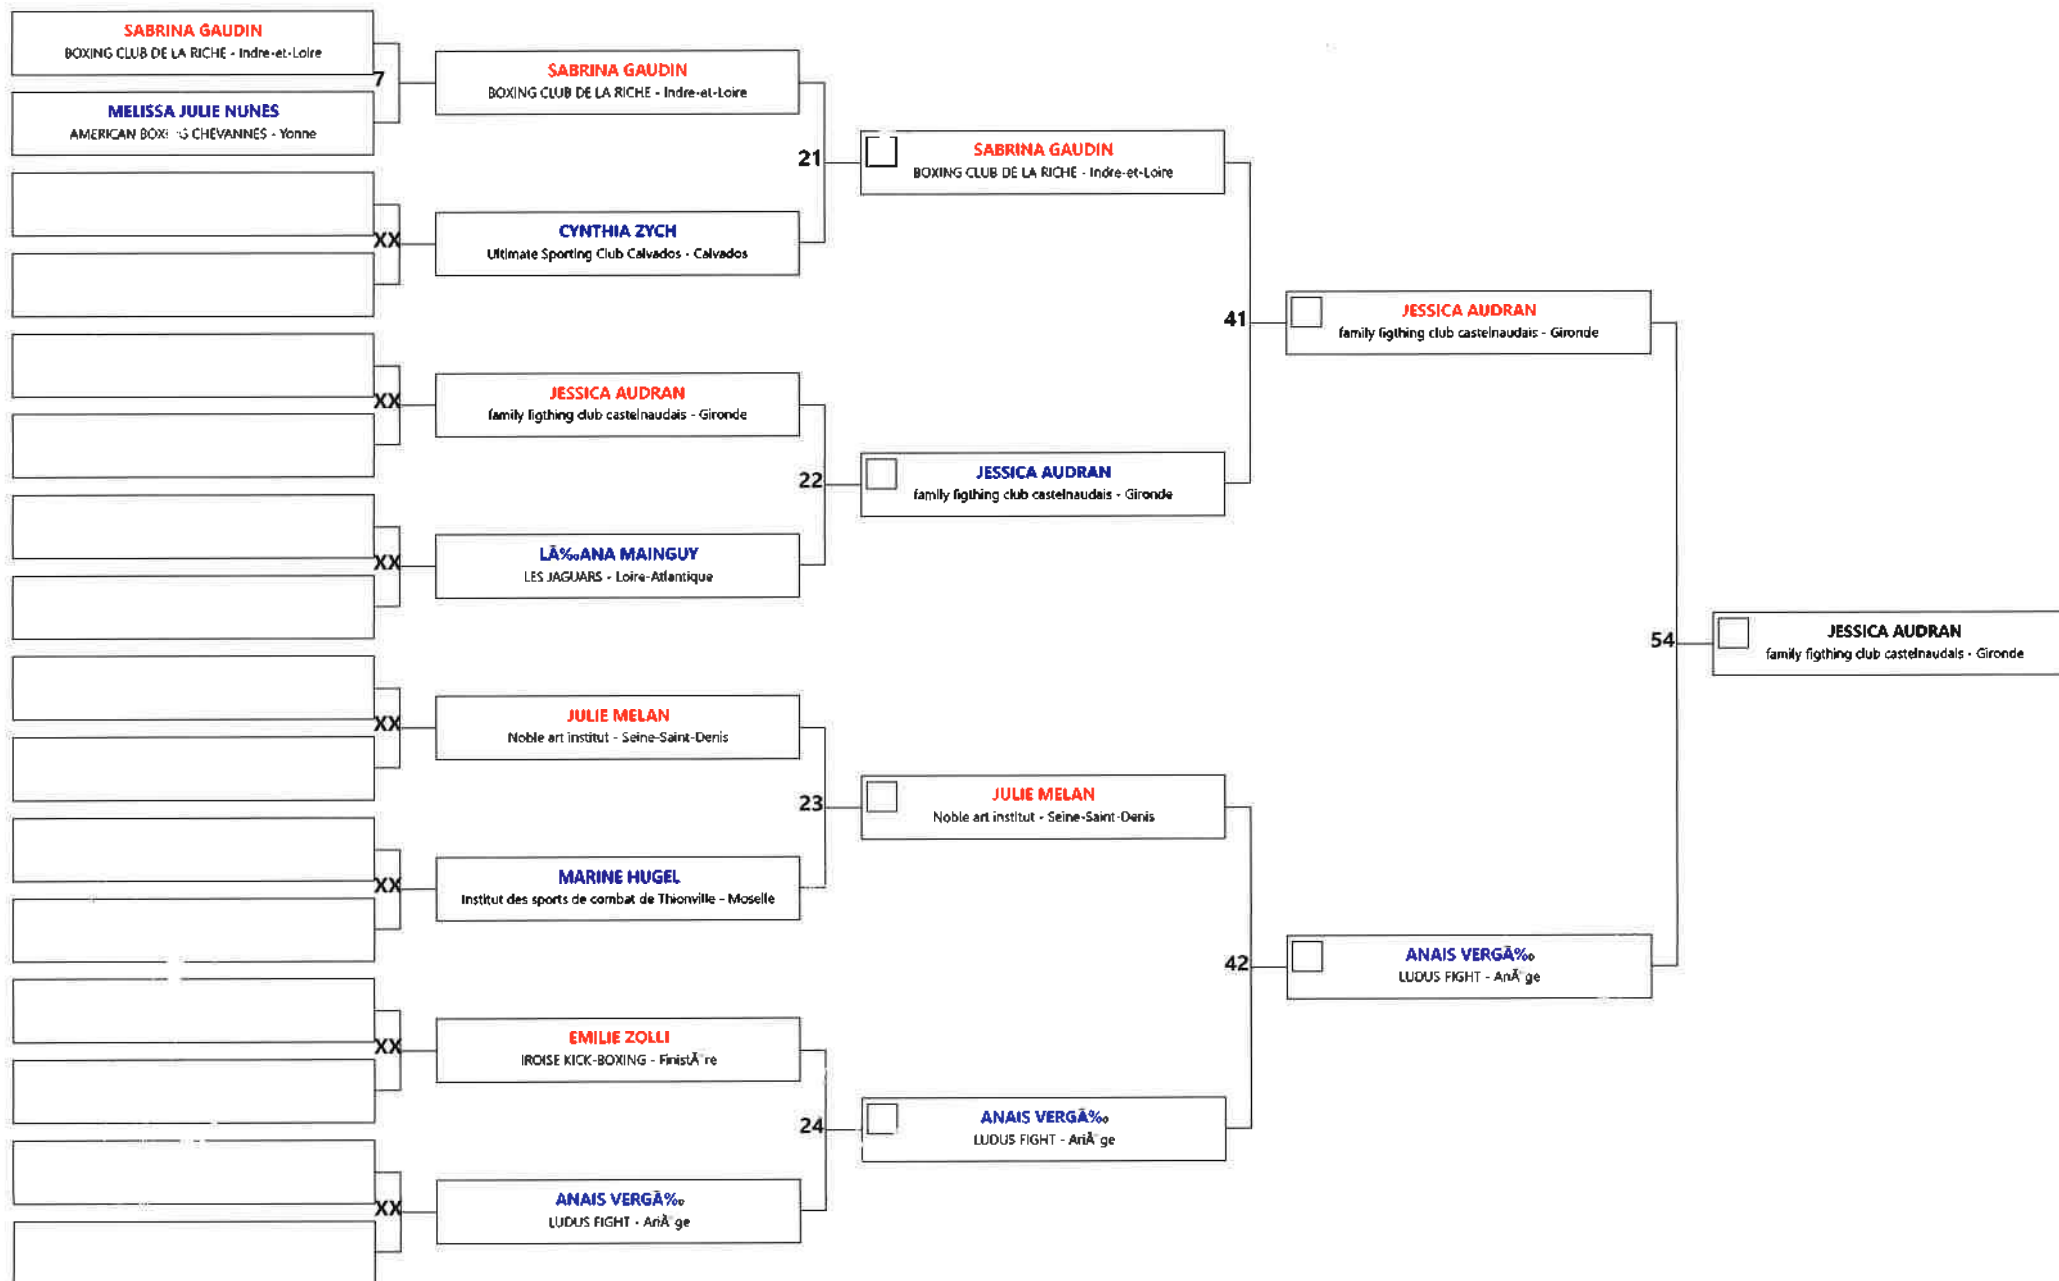 SABRINA GAUDIN
BOXING CLUB DE LA RICHE - Indre-et-Loire
7
MELISSA JULIE NUNES
AMERICAN CHEVANNES - Yonne
SABRINA GAUDIN
BOXING CLUB DE LA RICHE - Indre-et-Loire
21
XX
CYNTHIA ZYCH
Ultimate Sporting Club Calvados - Calvados
SABRINA GAUDIN
BOXING CLUB DE LA RICHE - Indre-et-Loire
41
XX
JESSICA AUDRAN
family figthing club castelnaudais - Gironde
22
XX
LÃ‰ANA MAINGUY
LES JAGUARS - Loire-Atlantique
JESSICA AUDRAN
family figthing club castelnaudais - Gironde
JESSICA AUDRAN
family figthing club castelnaudais - Gironde
54
JESSICA AUDRAN
family figthing club castelnaudais - Gironde
XX
JULIE MELAN
Noble art institut - Seine-Saint-Denis
23
XX
MARINE HUGEL
Institut des sports de combat de Thionville - Moselle
JULIE MELAN
Noble art institut - Seine-Saint-Denis
42
ANAIS VERGÃ‰
LUDUS FIGHT - AriÃ¨ge
XX
EMILIE ZOLLI
IROISE KICK-BOXING - FinistÃ¨re
24
XX
ANAIS VERGÃ‰
LUDUS FIGHT - AriÃ¨ge
ANAIS VERGÃ‰
LUDUS FIGHT - AriÃ¨ge